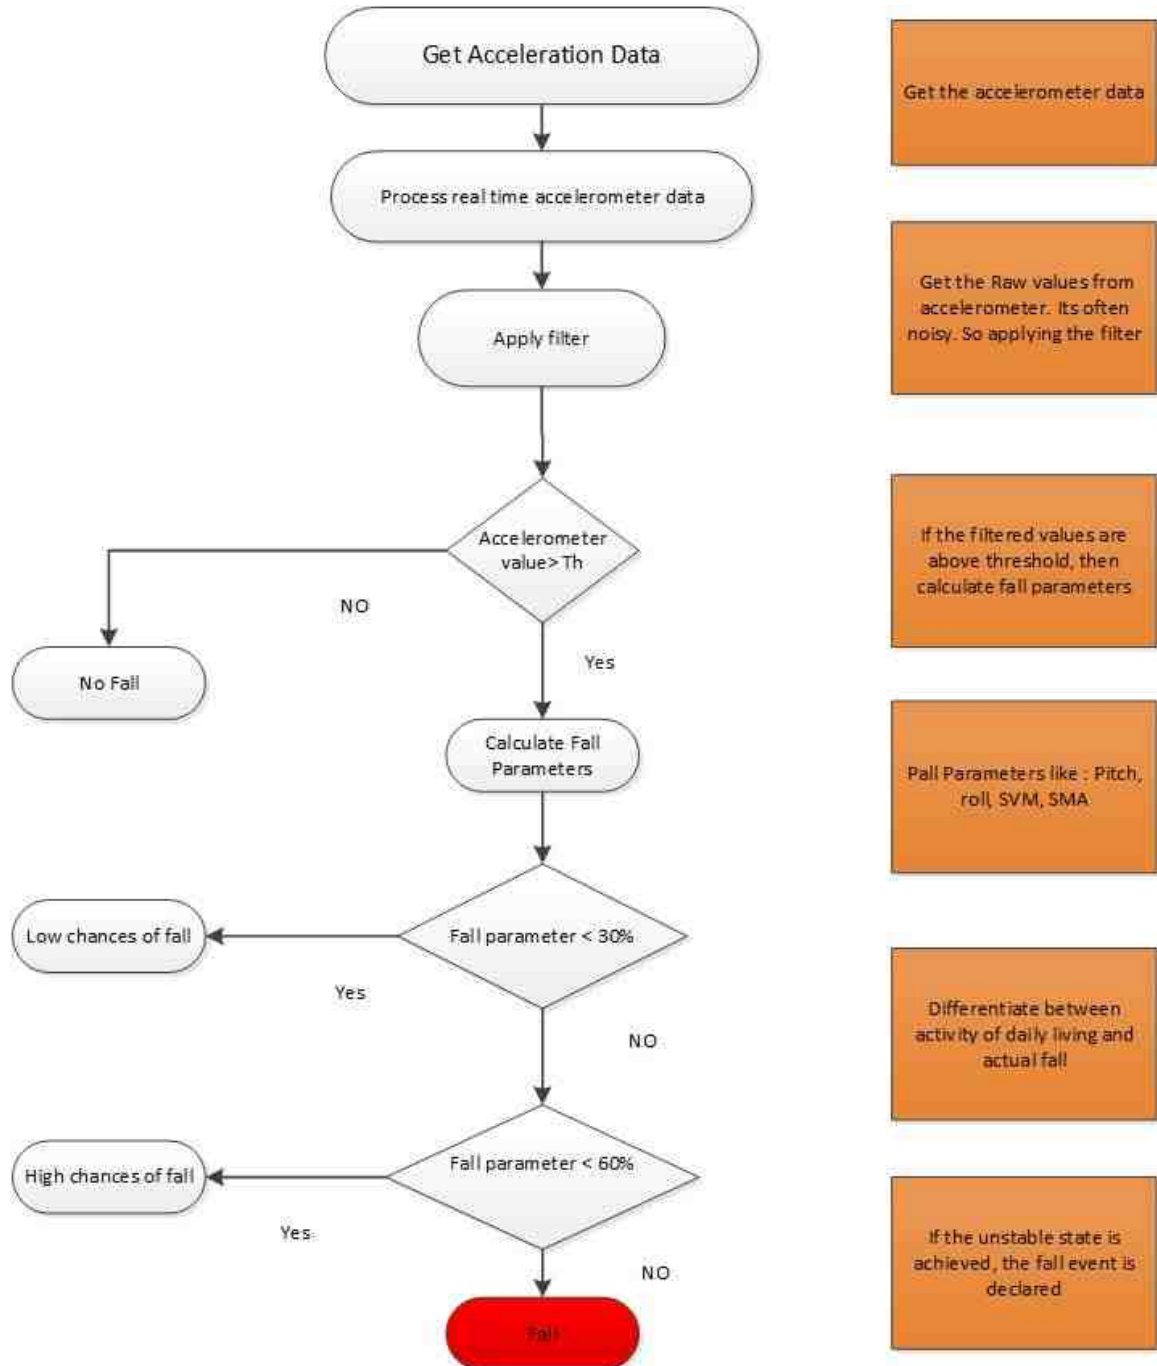 Get Acceleration Data
Process real time accelerometer data
Apply filter
Accelerometer
value> Th
NO
Yes
No Fall
Calculate Fall
Parameters
Low chances of fall
Fall parameter < 30%
Yes
NO
High chances of fall
Fall parameter < 60%
Yes
NO
Fall
Get the accelerometer data
Get the Raw values from
accelerometer. Its often
noisy. So applying the filter
If the filtered values are
above threshold, then
calculate fall parameters
Pall Parameters like : Pitch,
roll, SVM, SMA
Differentiate between
activity of daily living and
actual fall
If the unstable state is
achieved, the fall event is
declared